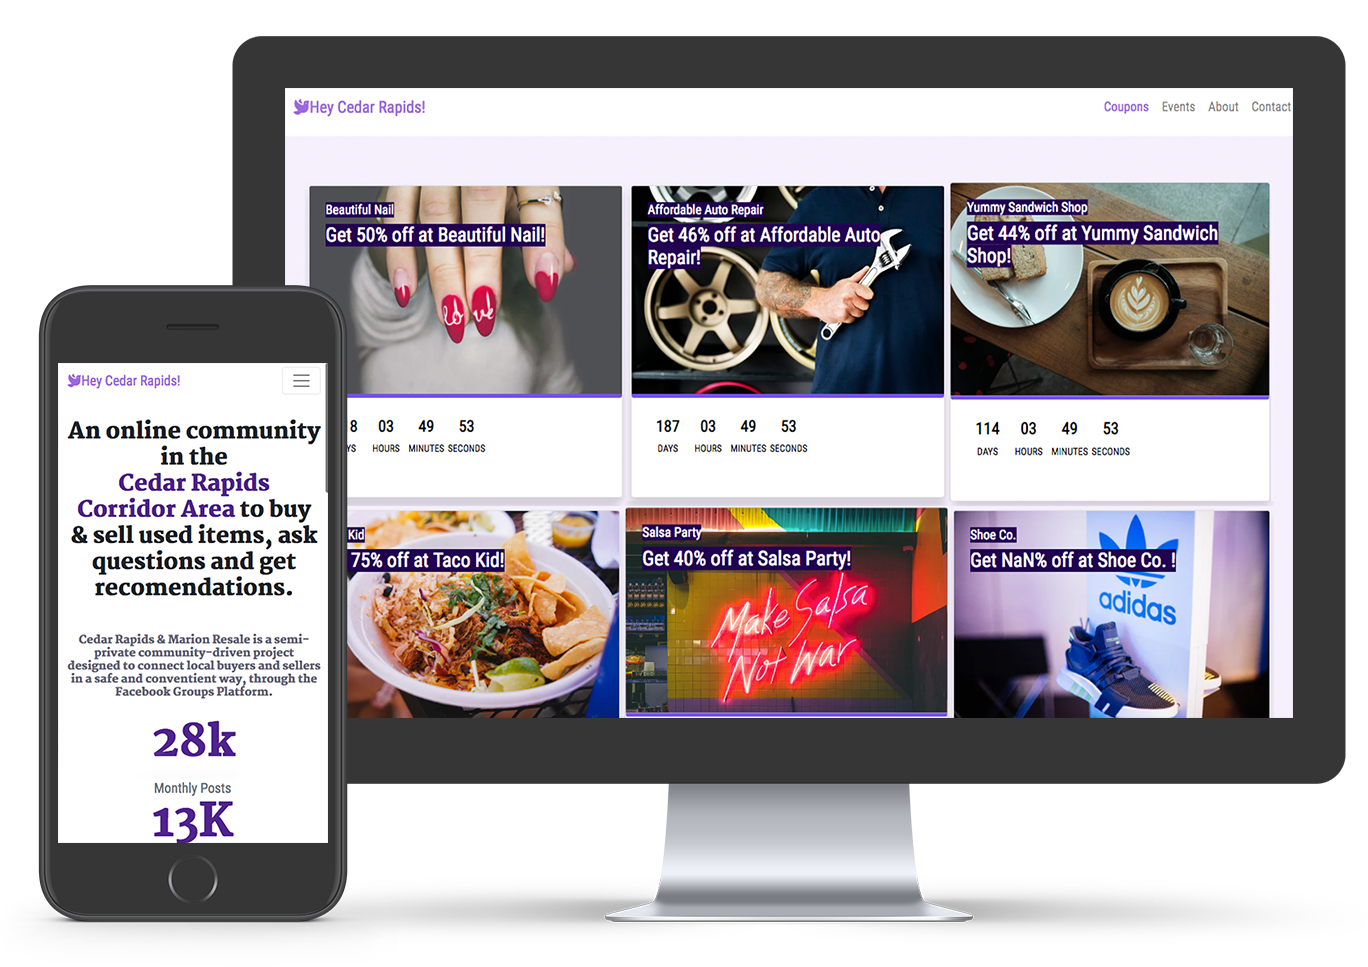 Hey Cedar Rapids!
Coupons Events About Contact
Beautiful Nail
Get 50% off at Beautiful Nail!
love
8 03 49 53
YS HOURS MINUTES SECONDS
Affordable Auto Repair
Get 46% off at Affordable Auto
Repair!
187 03 49 53
DAYS HOURS MINUTES SECONDS
Yummy Sandwich Shop
Get 44% off at Yummy Sandwich
Shop!
114 03 49 53
DAYS HOURS MINUTES SECONDS
Kid
75% off at Taco Kid!
Salsa Party
Get 40% off at Salsa Party!
Make Salsa
Not War
Shoe Co.
Get NaN% off at Shoe Co. !
adidas
Hey Cedar Rapids!
An online community
in the
Cedar Rapids
Corridor Area to buy
& sell used items, ask
questions and get
recomendations.
Cedar Rapids & Marion Resale is a semi-
private community-driven project
designed to connect local buyers and sellers
in a safe and conventient way, through the
Facebook Groups Platform.
28k
Monthly Posts
13K